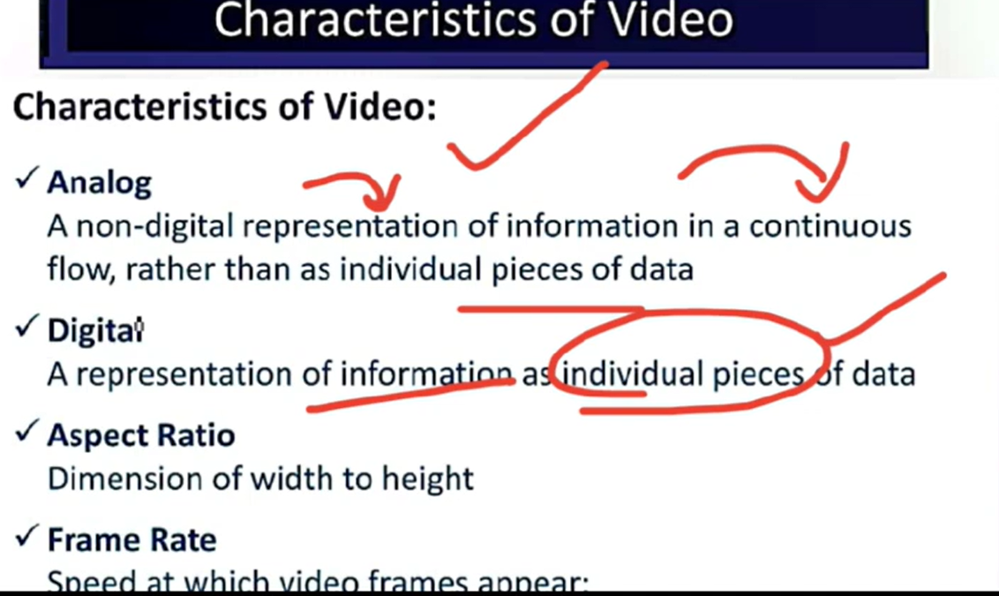 Characteristics of Video
Characteristics of Video:
✓ Analog
A non-digital representation of information in a continuous
flow, rather than as individual pieces of data
✓ Digital
A representation of information as individual pieces of data
✓ Aspect Ratio
Dimension of width to height
✓ Frame Rate
Speed at which video frames appear: